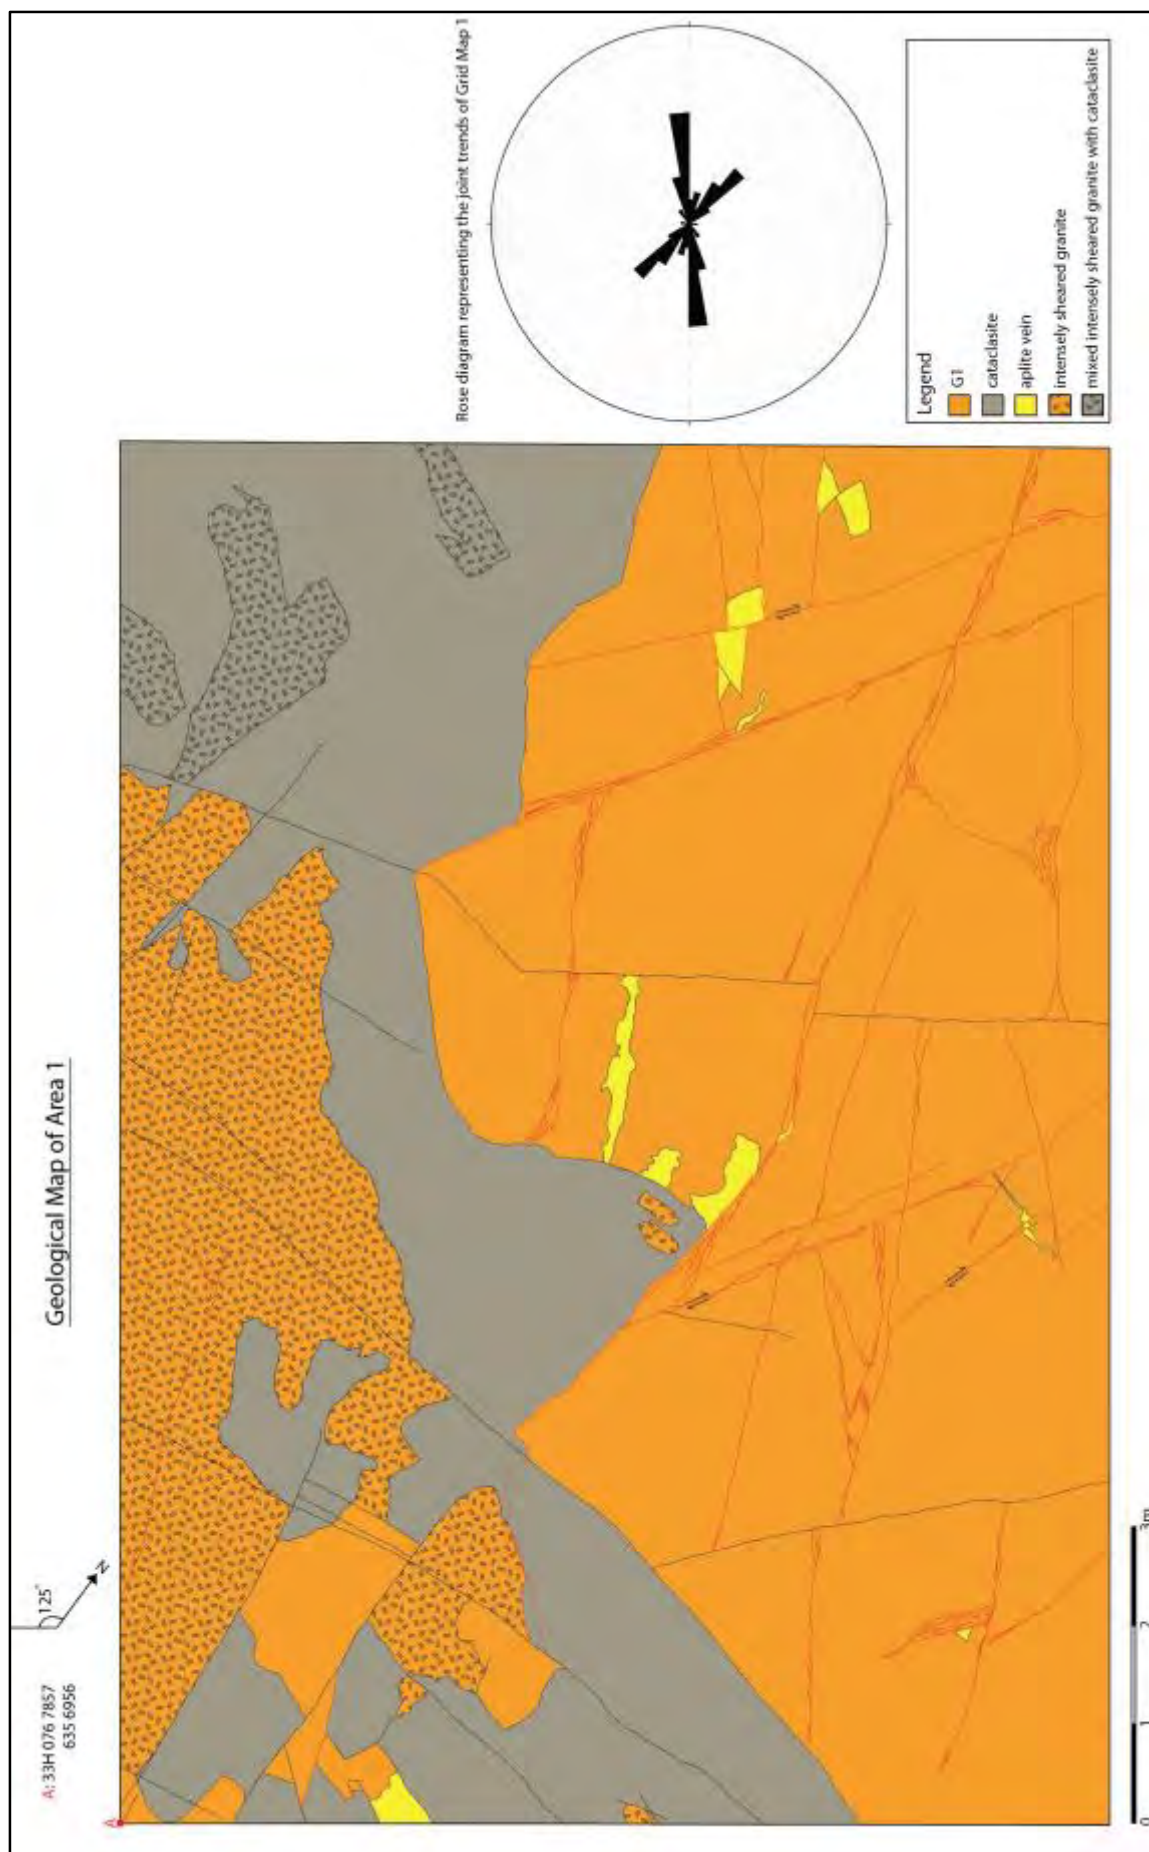 Geological Map of Area 1
A; 33H 076 7857
635 6956
125°
N
A
0 1 2 3m
Rose diagram representing the joint trends of Grid Map 1
Legend
G1
cataclasite
aplite vein
intensely sheared granite
mixed intensely sheared granite with cataclasite